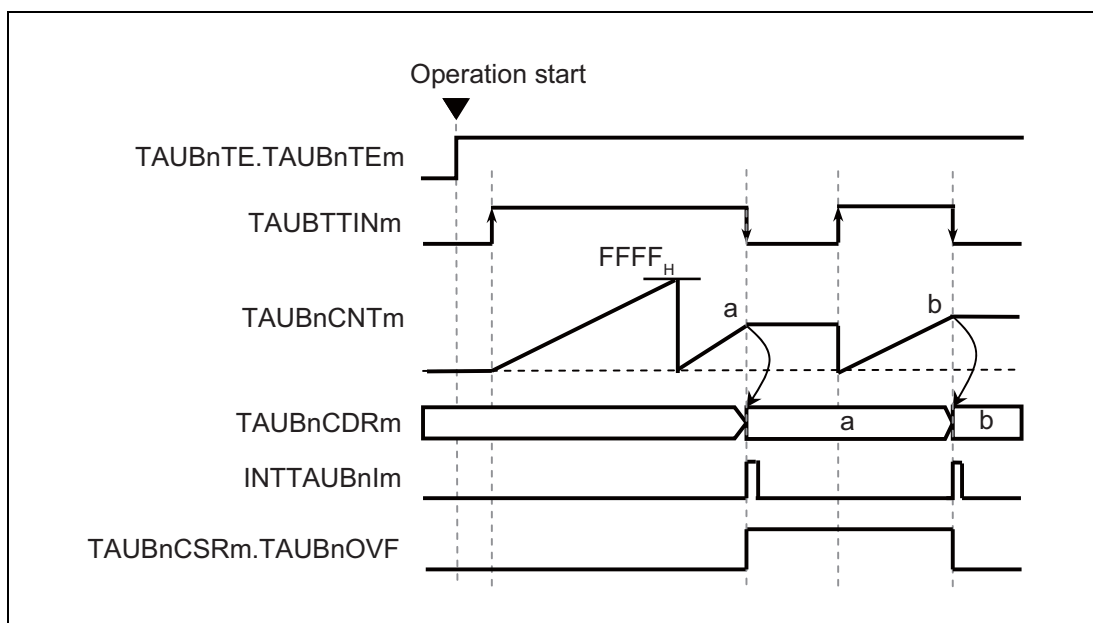 Operation start
TAUBnTE.TAUBnTEm
TAUBTTINm
FFFFH
TAUBnCNTm
a
b
TAUBnCDRm
a
b
INTTAUBnIm
TAUBnCSRm.TAUBnOVF